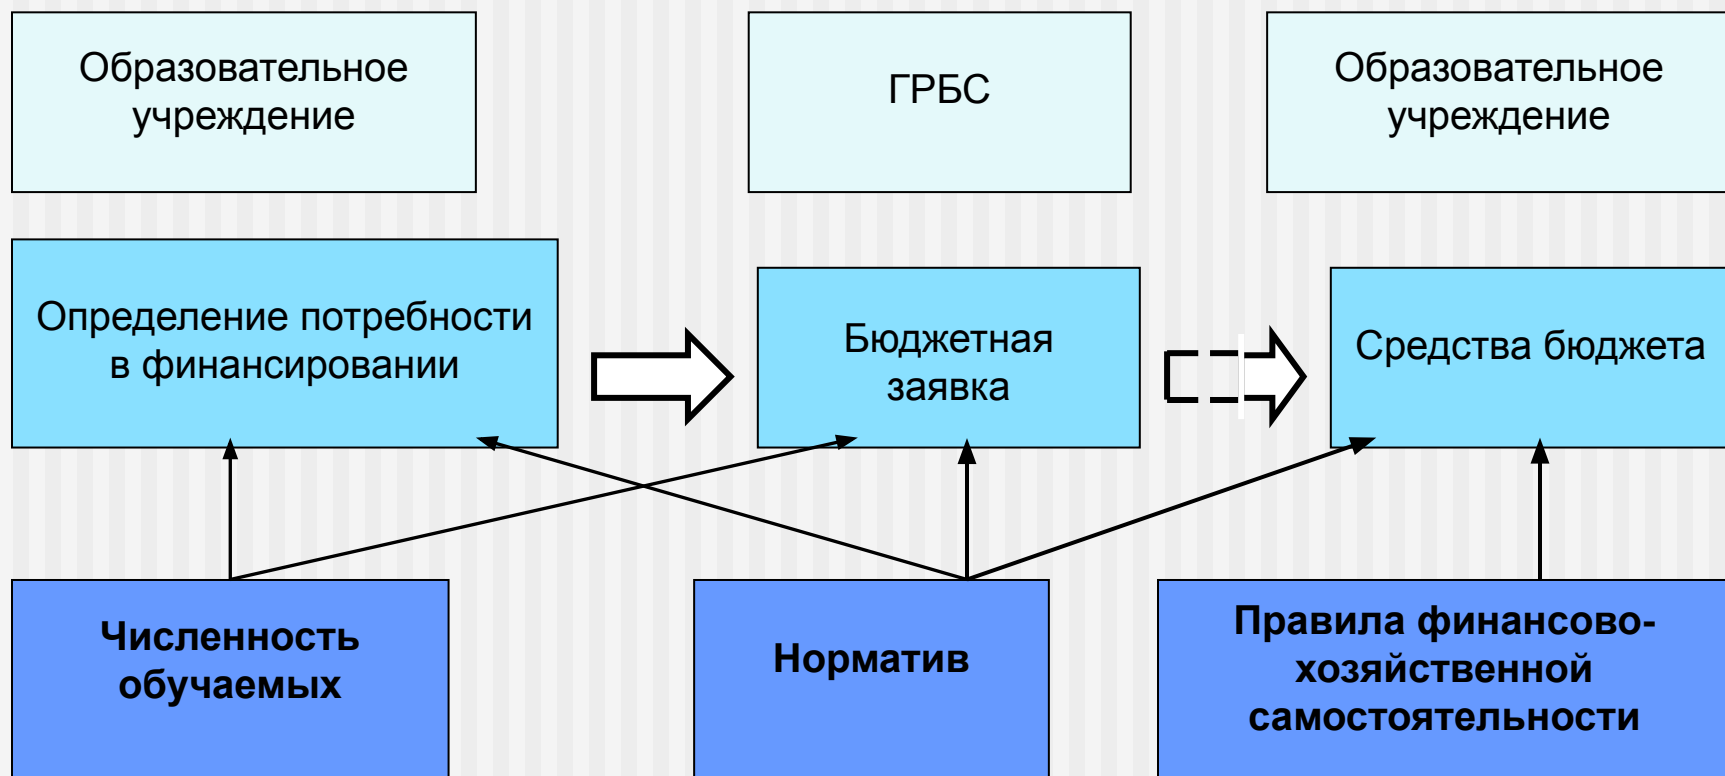 Образовательное
учреждение
ГРБС
Образовательное
учреждение
Определение потребности
в финансировании
Бюджетная
заявка
Средства бюджета
Численность
обучаемых
Норматив
Правила финансово-
хозяйственной
самостоятельности